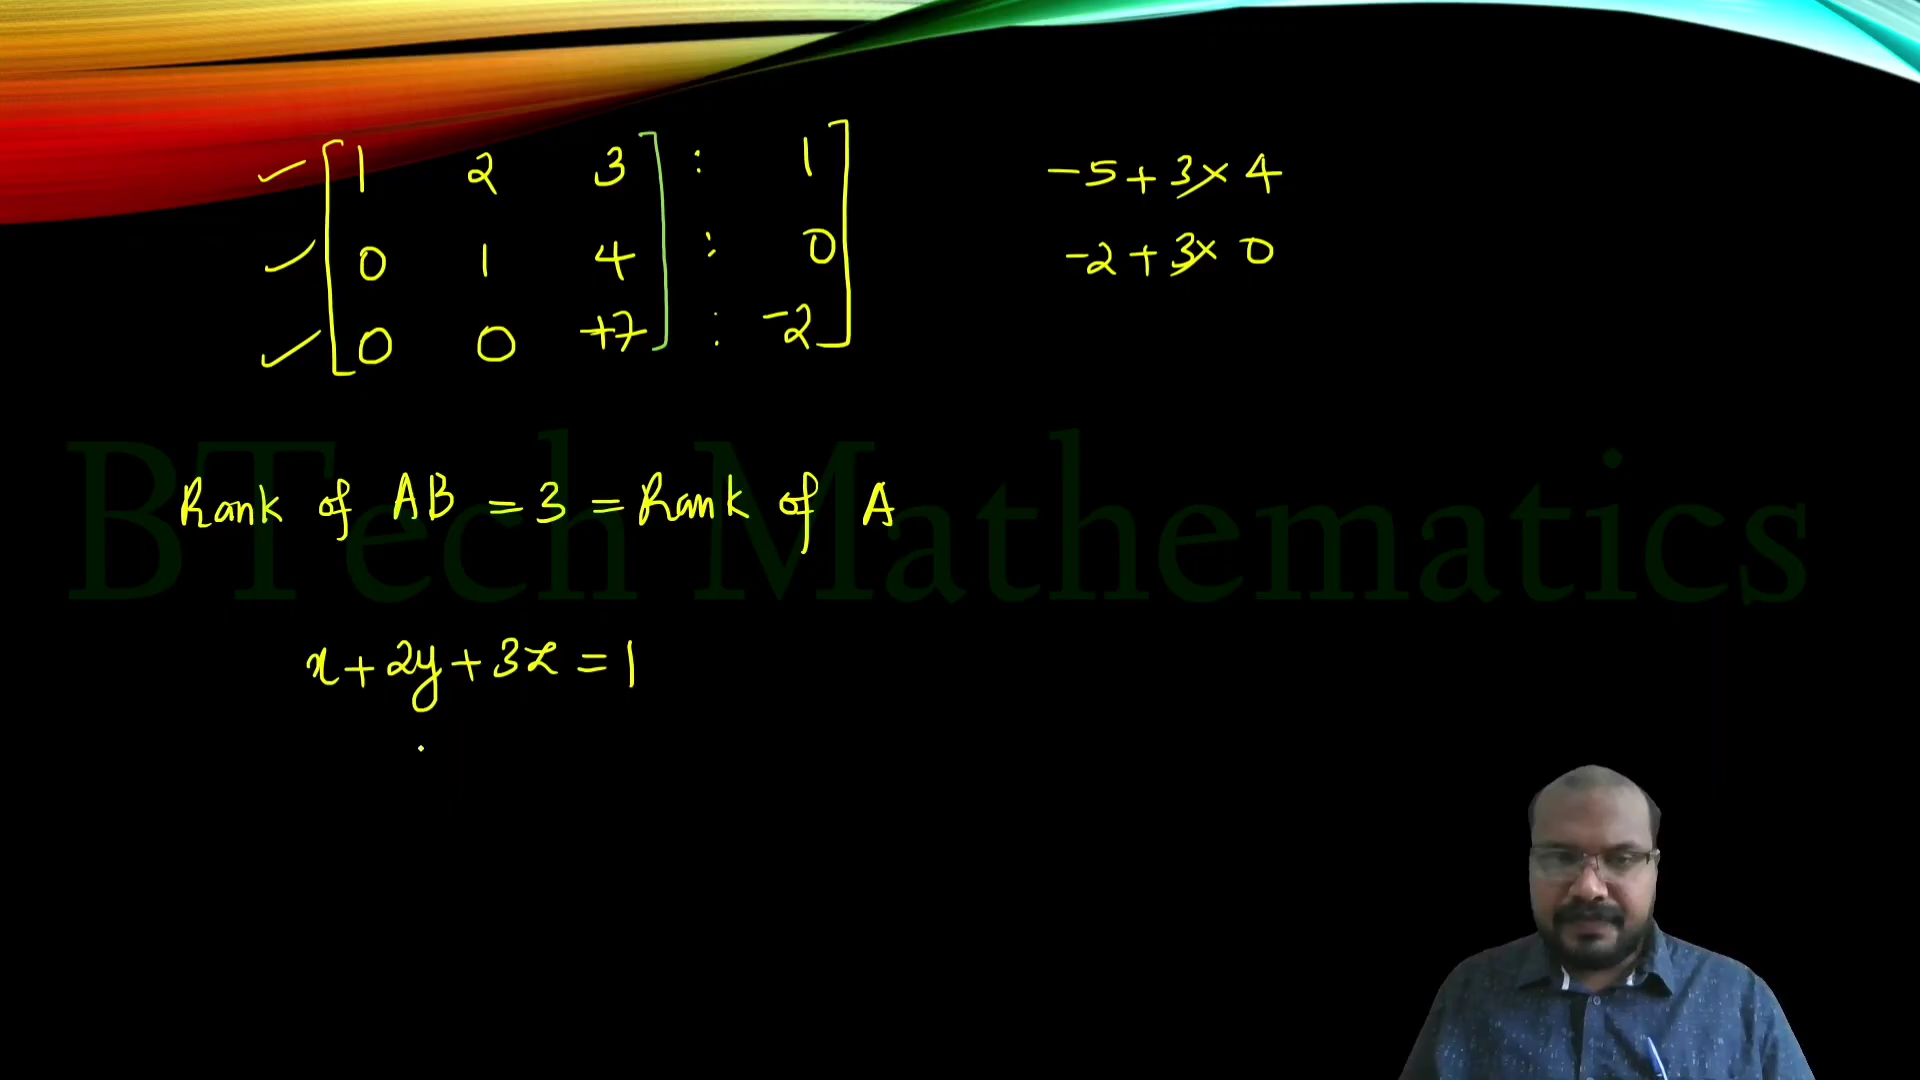 1 2 3 : 1
0 1 4 : 0
0 0 +7 : -2
-5+3×4
-2+3×0
Rank of AB = 3 = Rank of A
BTech Mathematics
x+2y+3z=1